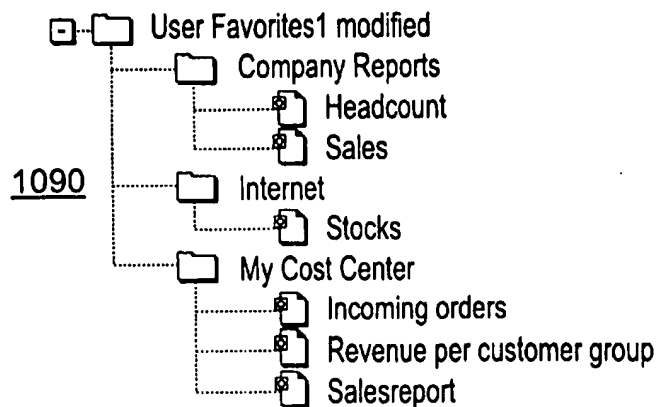 User Favorites1 modified
Company Reports
Headcount
Sales
1090
Internet
Stocks
My Cost Center
Incoming orders
Revenue per customer group
Salesreport